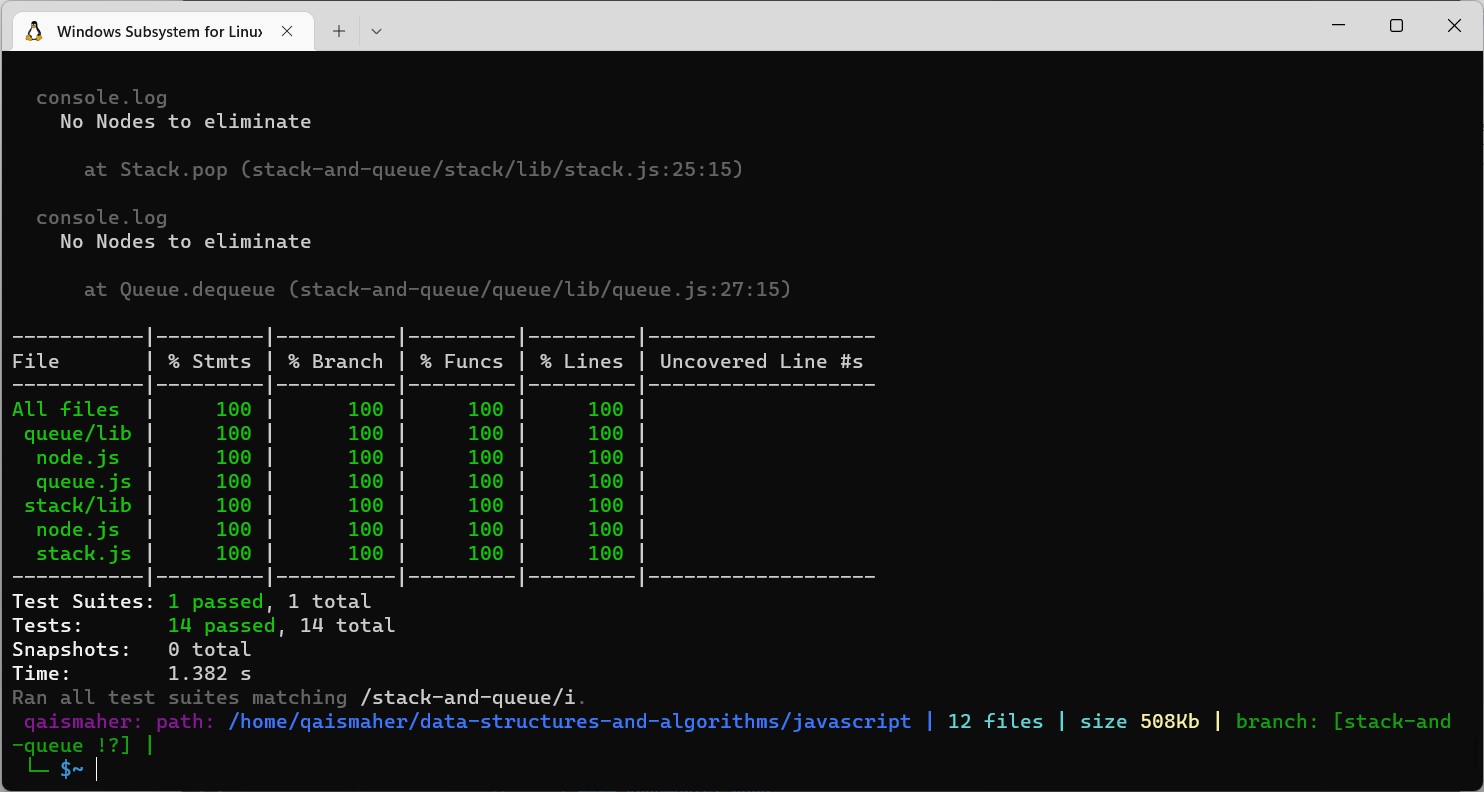 Windows Subsystem for Linux
console.log
No Nodes to eliminate
at Stack.pop (stack-and-queue/stack/lib/stack.js:25:15)
console.log
No Nodes to eliminate
at Queue.dequeue (stack-and-queue/queue/lib/queue.js:27:15)
-----------|---------|----------|---------|---------|-------------------
File       | % Stmts | % Branch | % Funcs | % Lines | Uncovered Line #s
-----------|---------|----------|---------|---------|-------------------
All files  |     100 |      100 |     100 |     100 |
 queue/lib |     100 |      100 |     100 |     100 |
  node.js  |     100 |      100 |     100 |     100 |
  queue.js |     100 |      100 |     100 |     100 |
 stack/lib |     100 |      100 |     100 |     100 |
  node.js  |     100 |      100 |     100 |     100 |
  stack.js |     100 |      100 |     100 |     100 |
-----------|---------|----------|---------|---------|-------------------
Test Suites: 1 passed, 1 total
Tests:       14 passed, 14 total
Snapshots:   0 total
Time:        1.382 s
Ran all test suites matching /stack-and-queue/i.
qaismaher: path: /home/qaismaher/data-structures-and-algorithms/javascript | 12 files | size 508Kb | branch: [stack-and
-queue !?] |
└─ $~